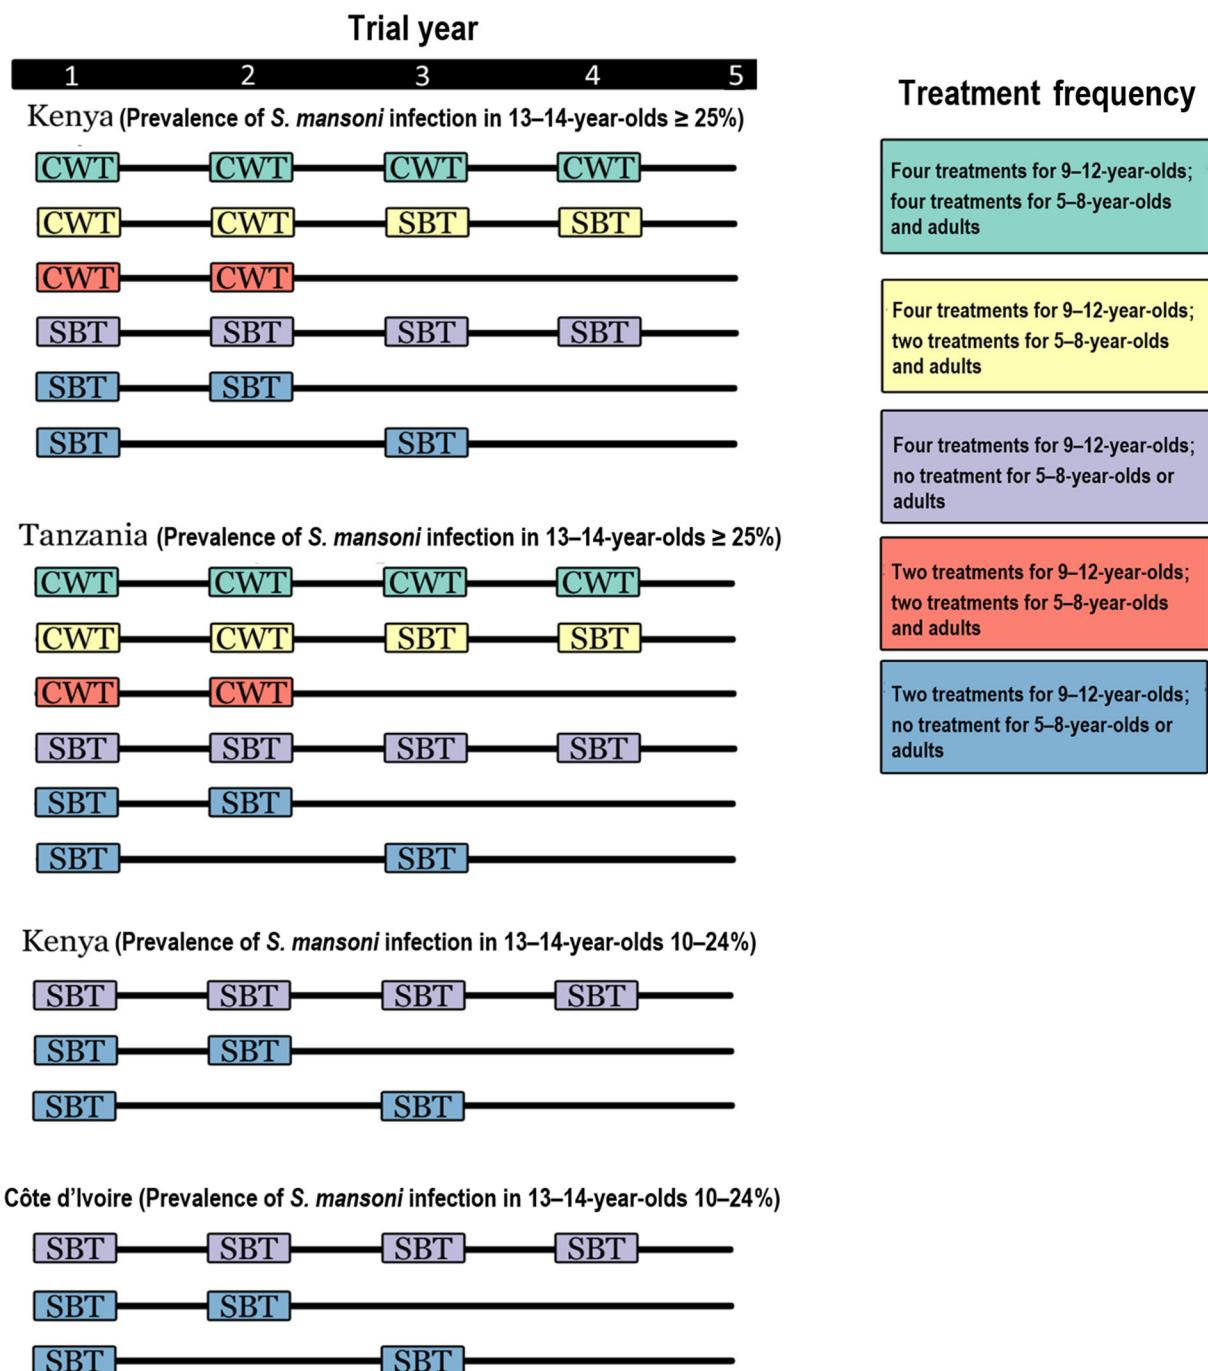 Trial year
1 2 3 4 5
Kenya (Prevalence of S. mansoni infection in 13–14-year-olds ≥ 25%)
CWT CWT CWT CWT
CWT CWT SBT SBT
CWT CWT
SBT SBT SBT SBT
SBT SBT
SBT SBT
Tanzania (Prevalence of S. mansoni infection in 13–14-year-olds ≥ 25%)
CWT CWT CWT CWT
CWT CWT SBT SBT
CWT CWT
SBT SBT SBT SBT
SBT SBT
SBT SBT
Kenya (Prevalence of S. mansoni infection in 13–14-year-olds 10–24%)
SBT SBT SBT SBT
SBT SBT
SBT SBT
Côte d’Ivoire (Prevalence of S. mansoni infection in 13–14-year-olds 10–24%)
SBT SBT SBT SBT
SBT SBT
SBT SBT
Treatment frequency
Four treatments for 9–12-year-olds;
four treatments for 5–8-year-olds
and adults
Four treatments for 9–12-year-olds;
two treatments for 5–8-year-olds
and adults
Four treatments for 9–12-year-olds;
no treatment for 5–8-year-olds or
adults
Two treatments for 9–12-year-olds;
two treatments for 5–8-year-olds
and adults
Two treatments for 9–12-year-olds;
no treatment for 5–8-year-olds or
adults